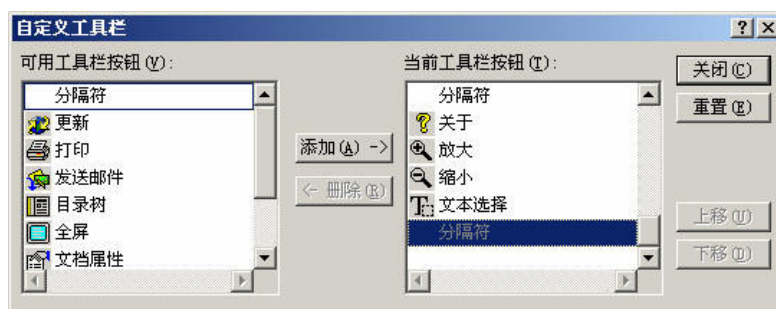 自定义工具栏
可用工具栏按钮(V):
分隔符
更新
打印
发送邮件
目录树
全屏
文档属性
添加(A) ->
<- 删除(R)
当前工具栏按钮(T):
分隔符
关于
放大
缩小
文本选择
分隔符
关闭(C)
重置(E)
上移(U)
下移(D)